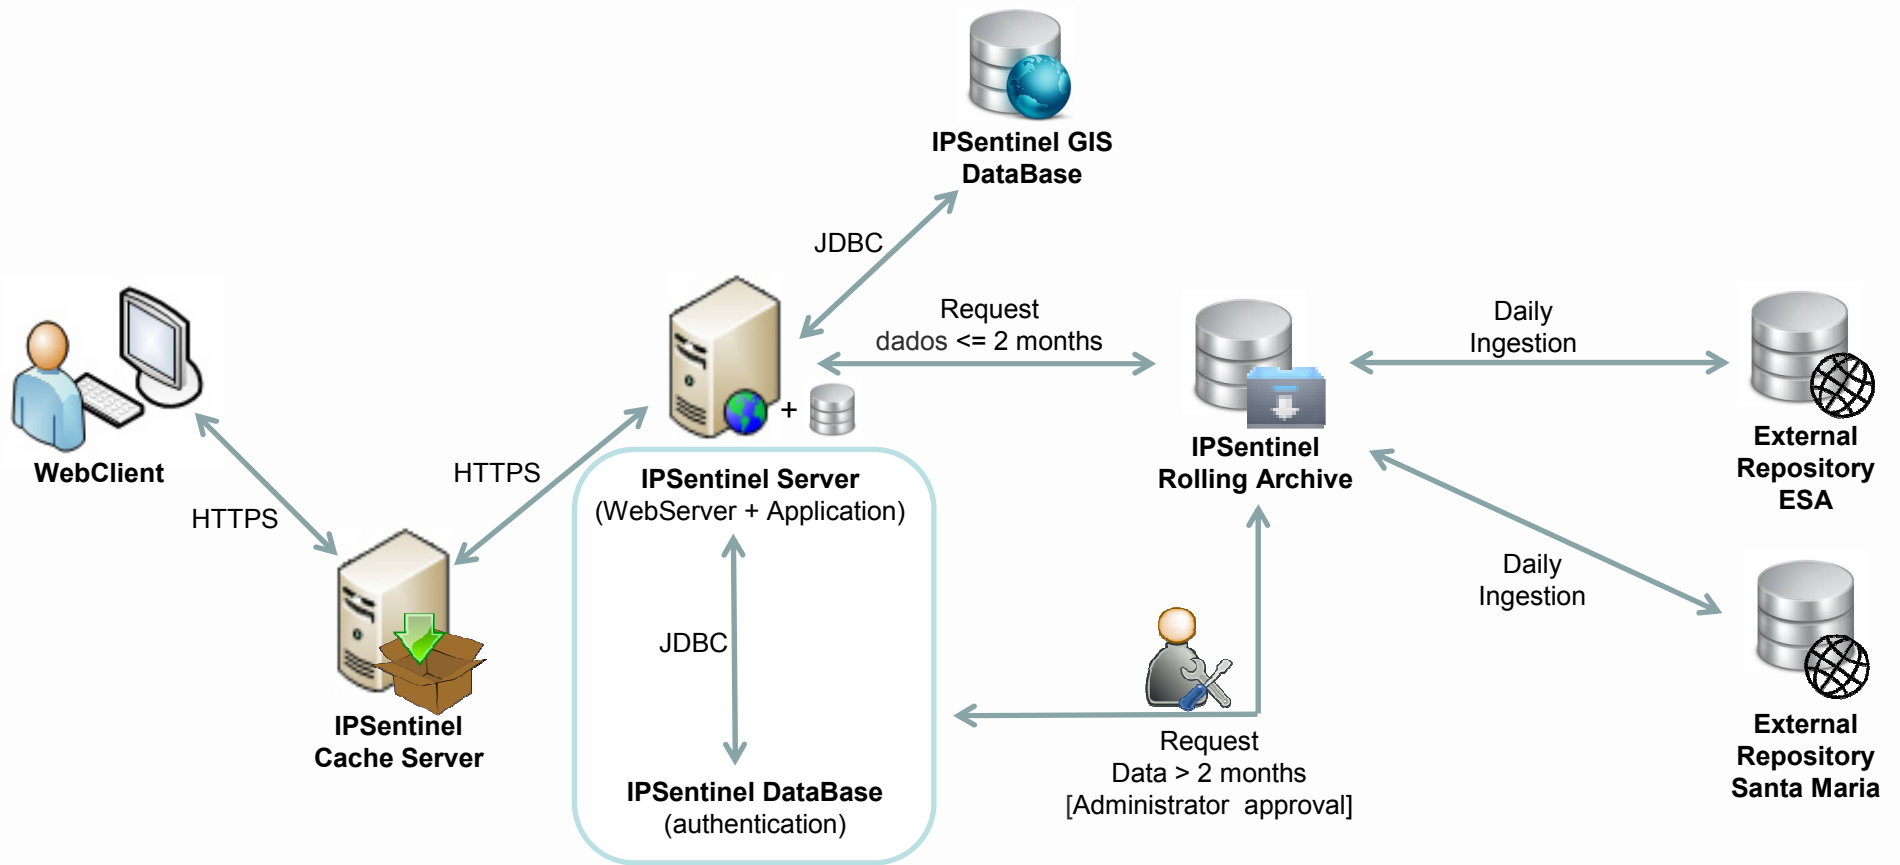 IPSentinel GIS
DataBase
JDBC
Request
dados <= 2 months
Daily
Ingestion
WebClient
HTTPS
HTTPS
+
IPSentinel Server
(WebServer + Application)
JDBC
IPSentinel DataBase
(authentication)
IPSentinel
Cache Server
IPSentinel
Rolling Archive
External
Repository
ESA
Daily
Ingestion
Request
Data > 2 months
[Administrator approval]
External
Repository
Santa Maria